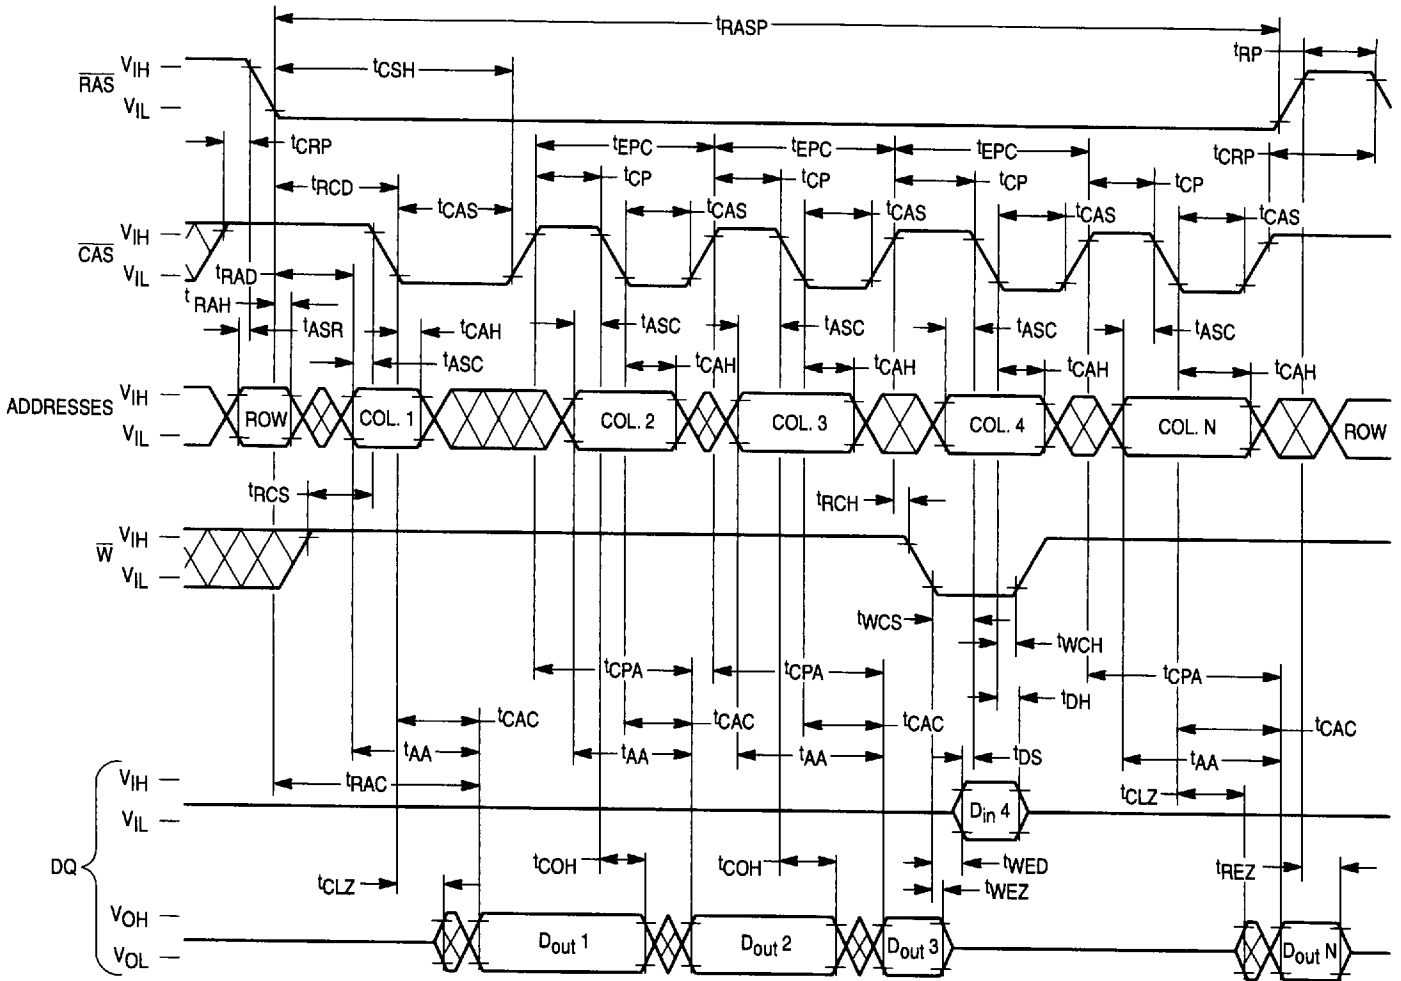 tRASP
tRP
VIH
RAS
tCSH
VIL
tCRP
tEPC
tEPC
tEPC
tCRP
tRCD
tCP
tCP
tCP
tCP
tCAS
tCAS
tCAS
tCAS
tCAS
VIH
CAS
VIL
tRAD
tRAH
tASR
tCAH
tASC
tASC
tASC
tASC
tASC
tCAH
tCAH
tCAH
tCAH
VIH
ADDRESSES
VIL
ROW
COL. 1
COL. 2
COL. 3
COL. 4
COL. N
ROW
tRCS
tRCH
VIH
W
VIL
tWCS
tWCH
tCPA
tCPA
tCPA
tDH
tCAC
tCAC
tCAC
tCAC
tAA
tAA
tAA
tDS
tAA
VIH
tRAC
tCLZ
VIL
Din 4
DQ
tCOH
tCOH
tWED
tREZ
tCLZ
tWEZ
VOH
VOL
Dout 1
Dout 2
Dout 3
Dout N